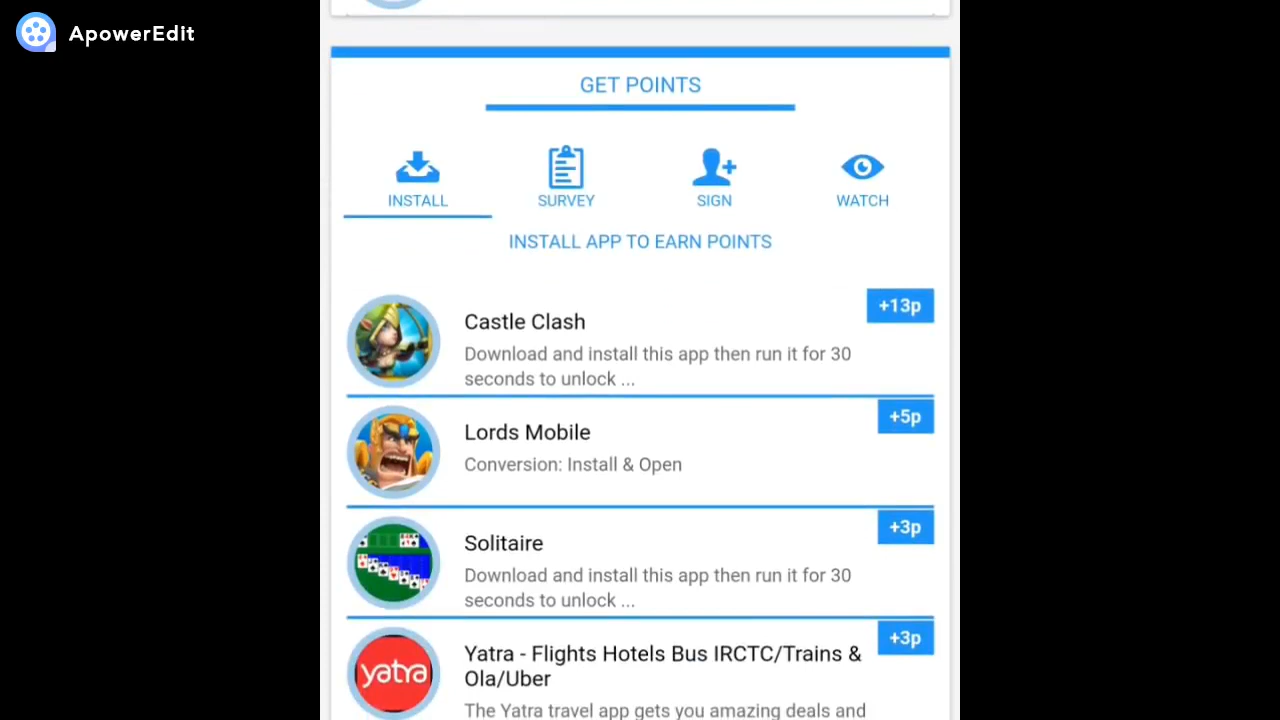 ApowerEdit
GET POINTS
INSTALL
SURVEY
SIGN
WATCH
INSTALL APP TO EARN POINTS
+13p
Castle Clash
Download and install this app then run it for 30
seconds to unlock ...
+5p
Lords Mobile
Conversion: Install & Open
+3p
Solitaire
Download and install this app then run it for 30
seconds to unlock ...
+3p
Yatra - Flights Hotels Bus IRCTC/Trains &
Ola/Uber
yatra
The Yatra travel app gets you amazing deals and